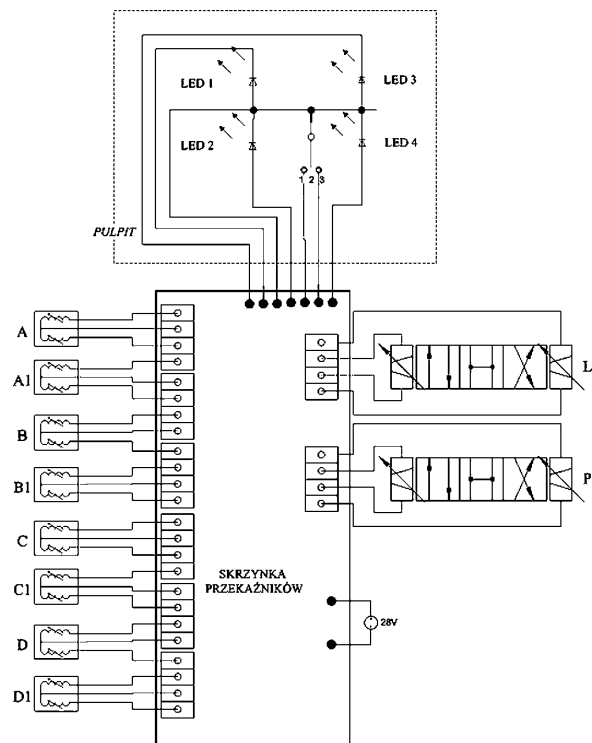 LED 1
LED 3
LED 2
LED 4
1 2 3
PULPIT
A
A1
B
B1
C
C1
D
D1
L
P
SKRZYNKA
PRZEKAŹNIKÓW
28V